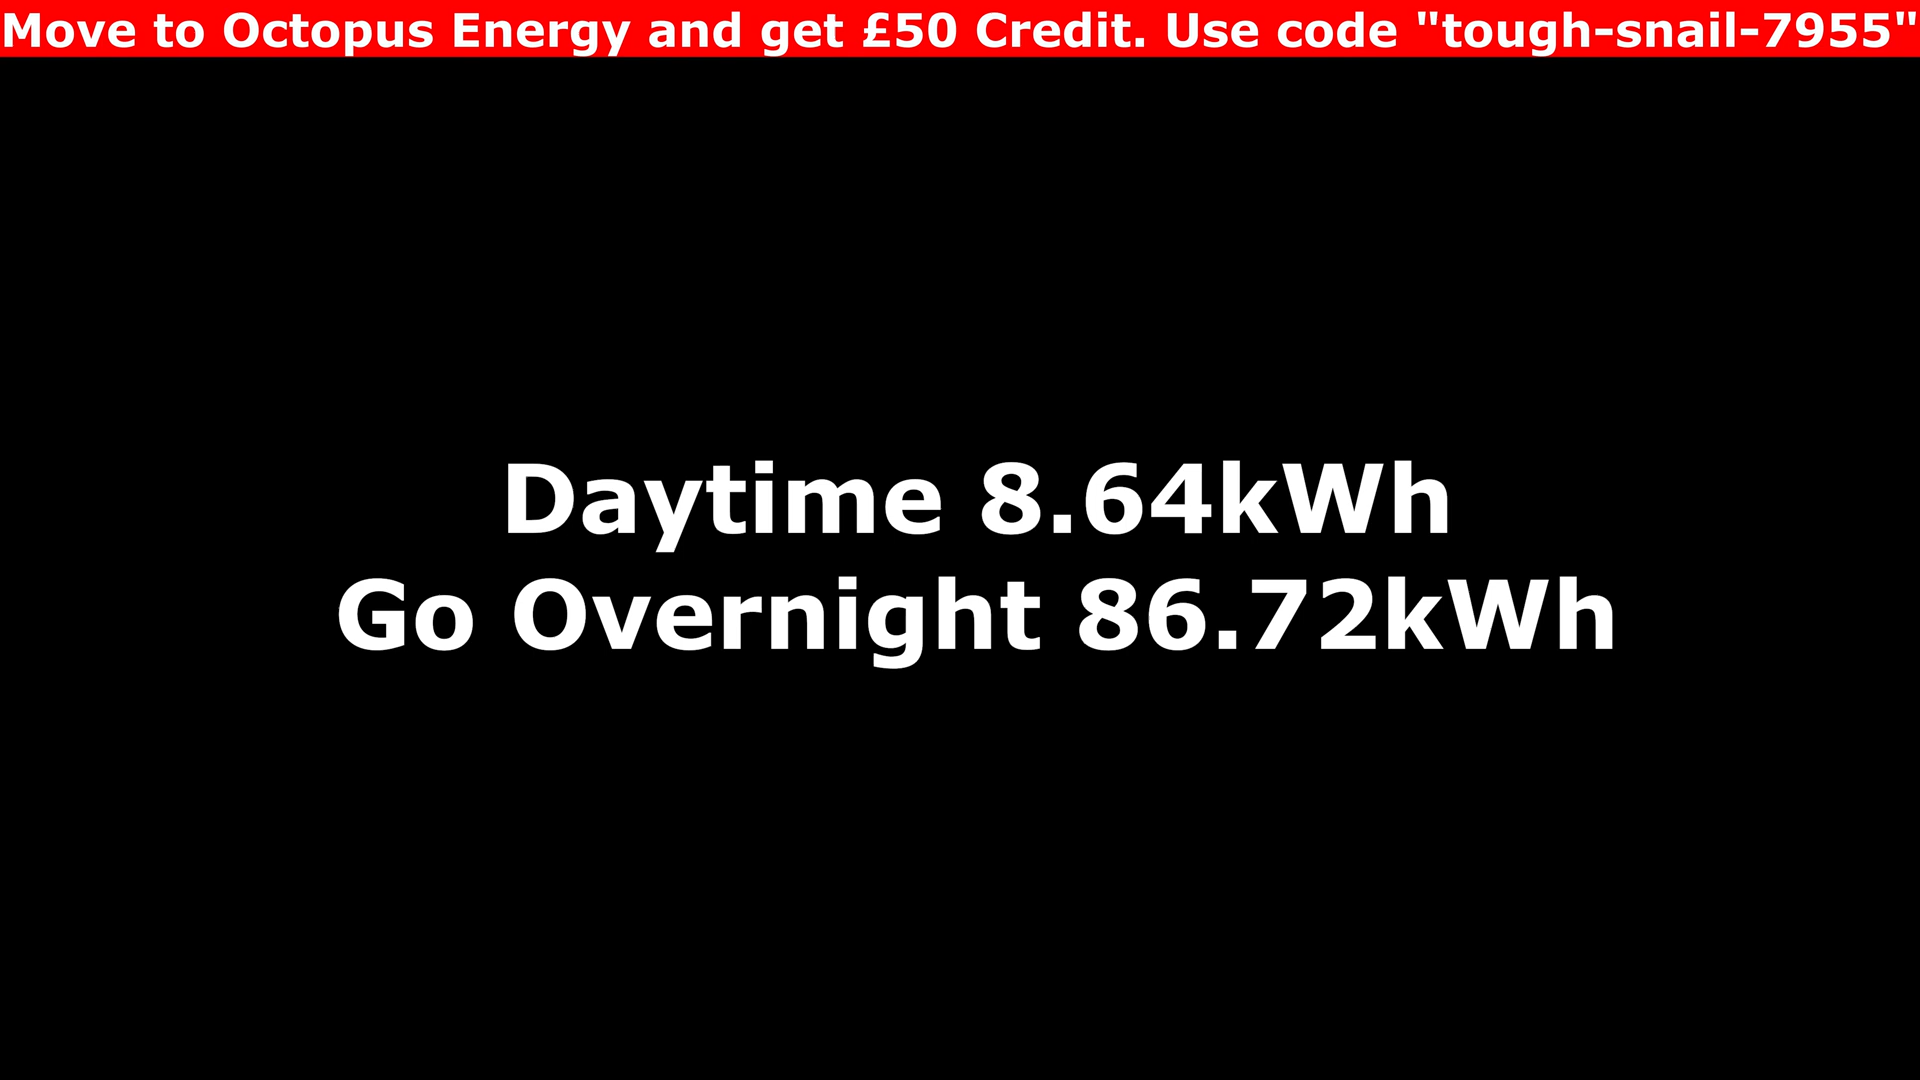 Move to Octopus Energy and get £50 Credit. Use code "tough-snail-7955"
Daytime 8.64kWh
Go Overnight 86.72kWh